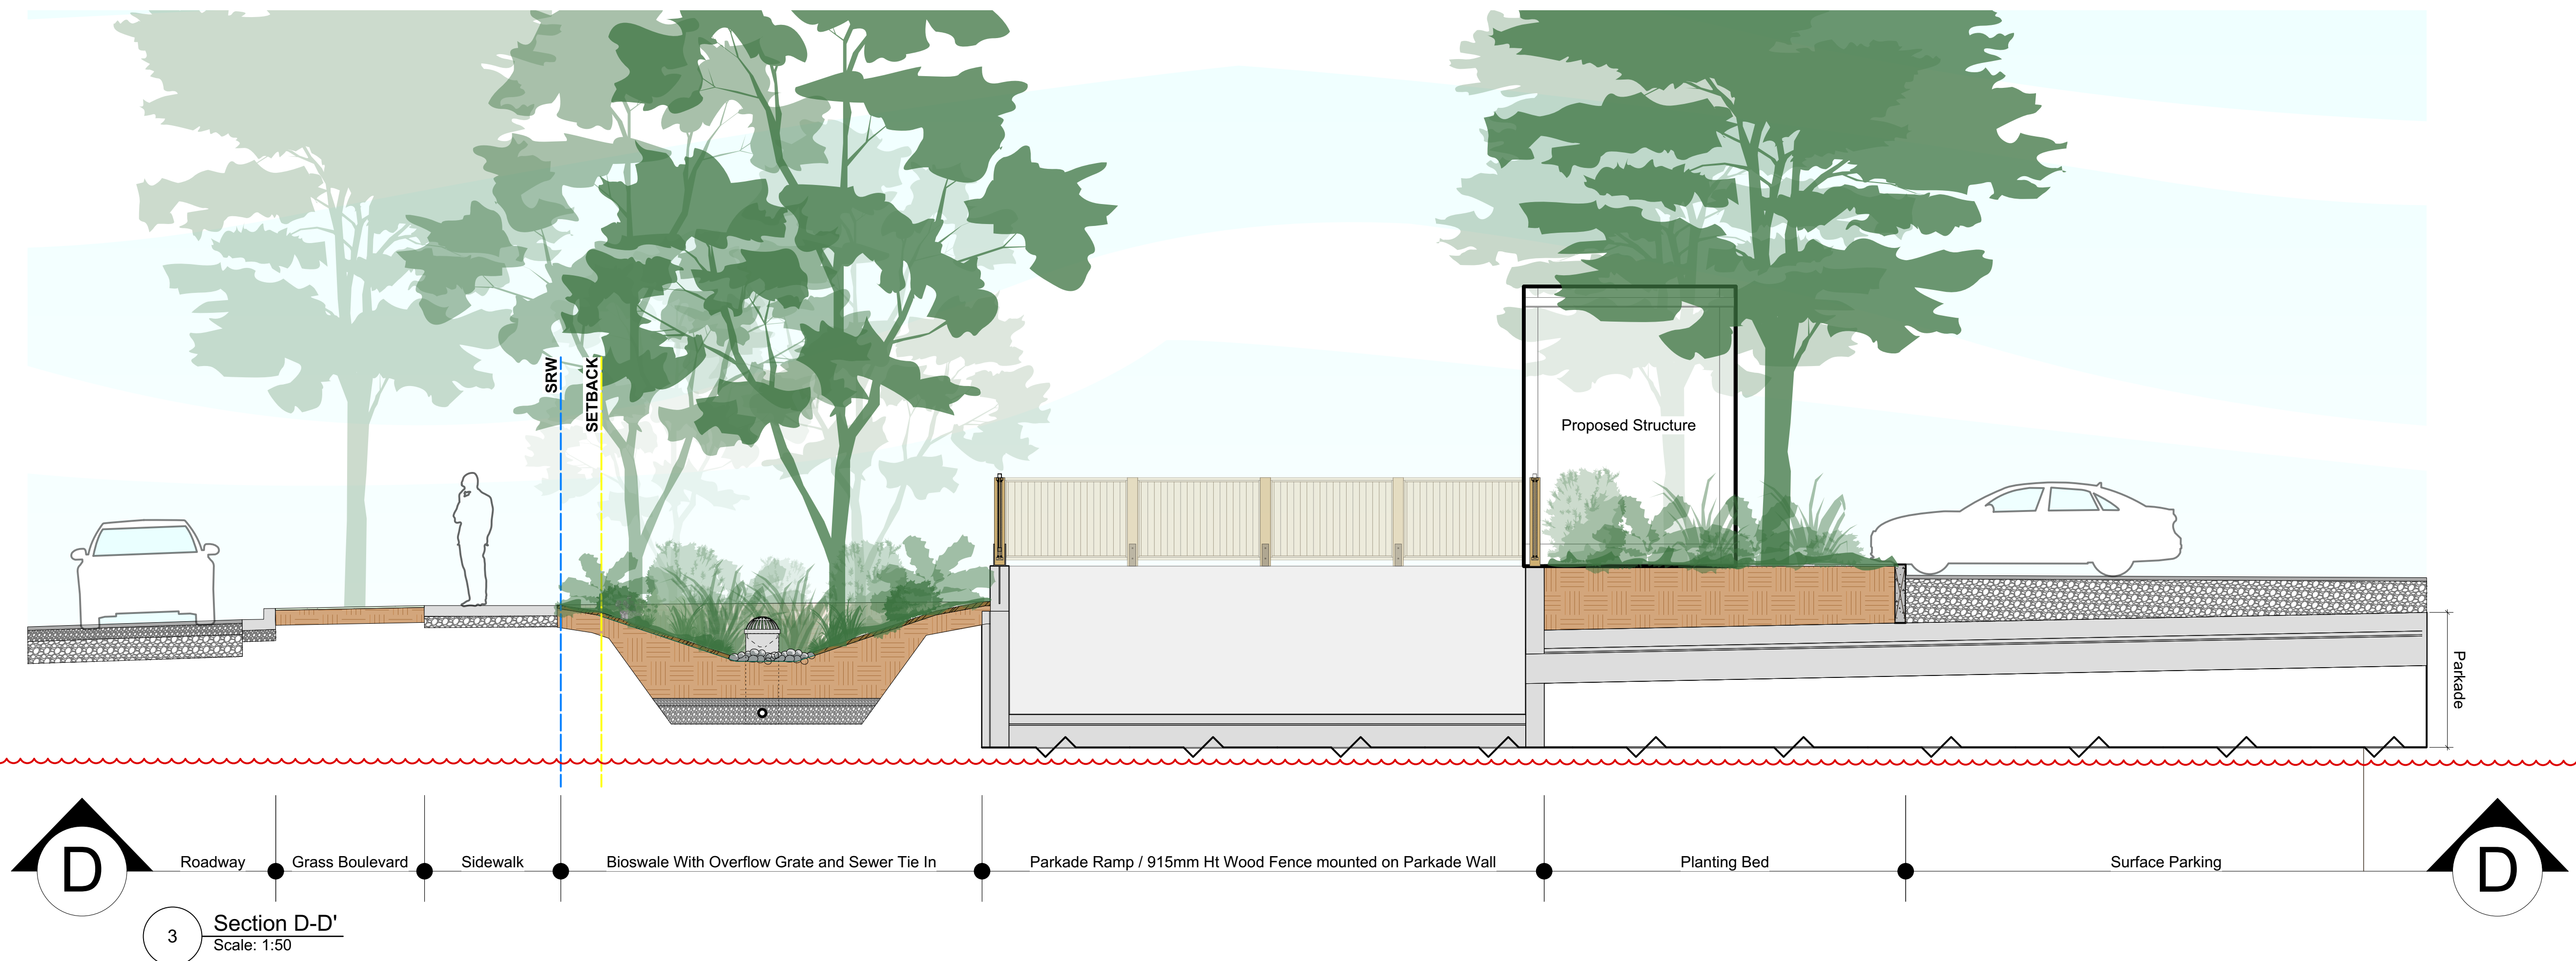 SRW
SETBACK
Proposed Structure
Parkade
D
Roadway
Grass Boulevard
Sidewalk
Bioswale With Overflow Grate and Sewer Tie In
Parkade Ramp / 915mm Ht Wood Fence mounted on Parkade Wall
Planting Bed
Surface Parking
D
3
Section D-D'
Scale: 1:50